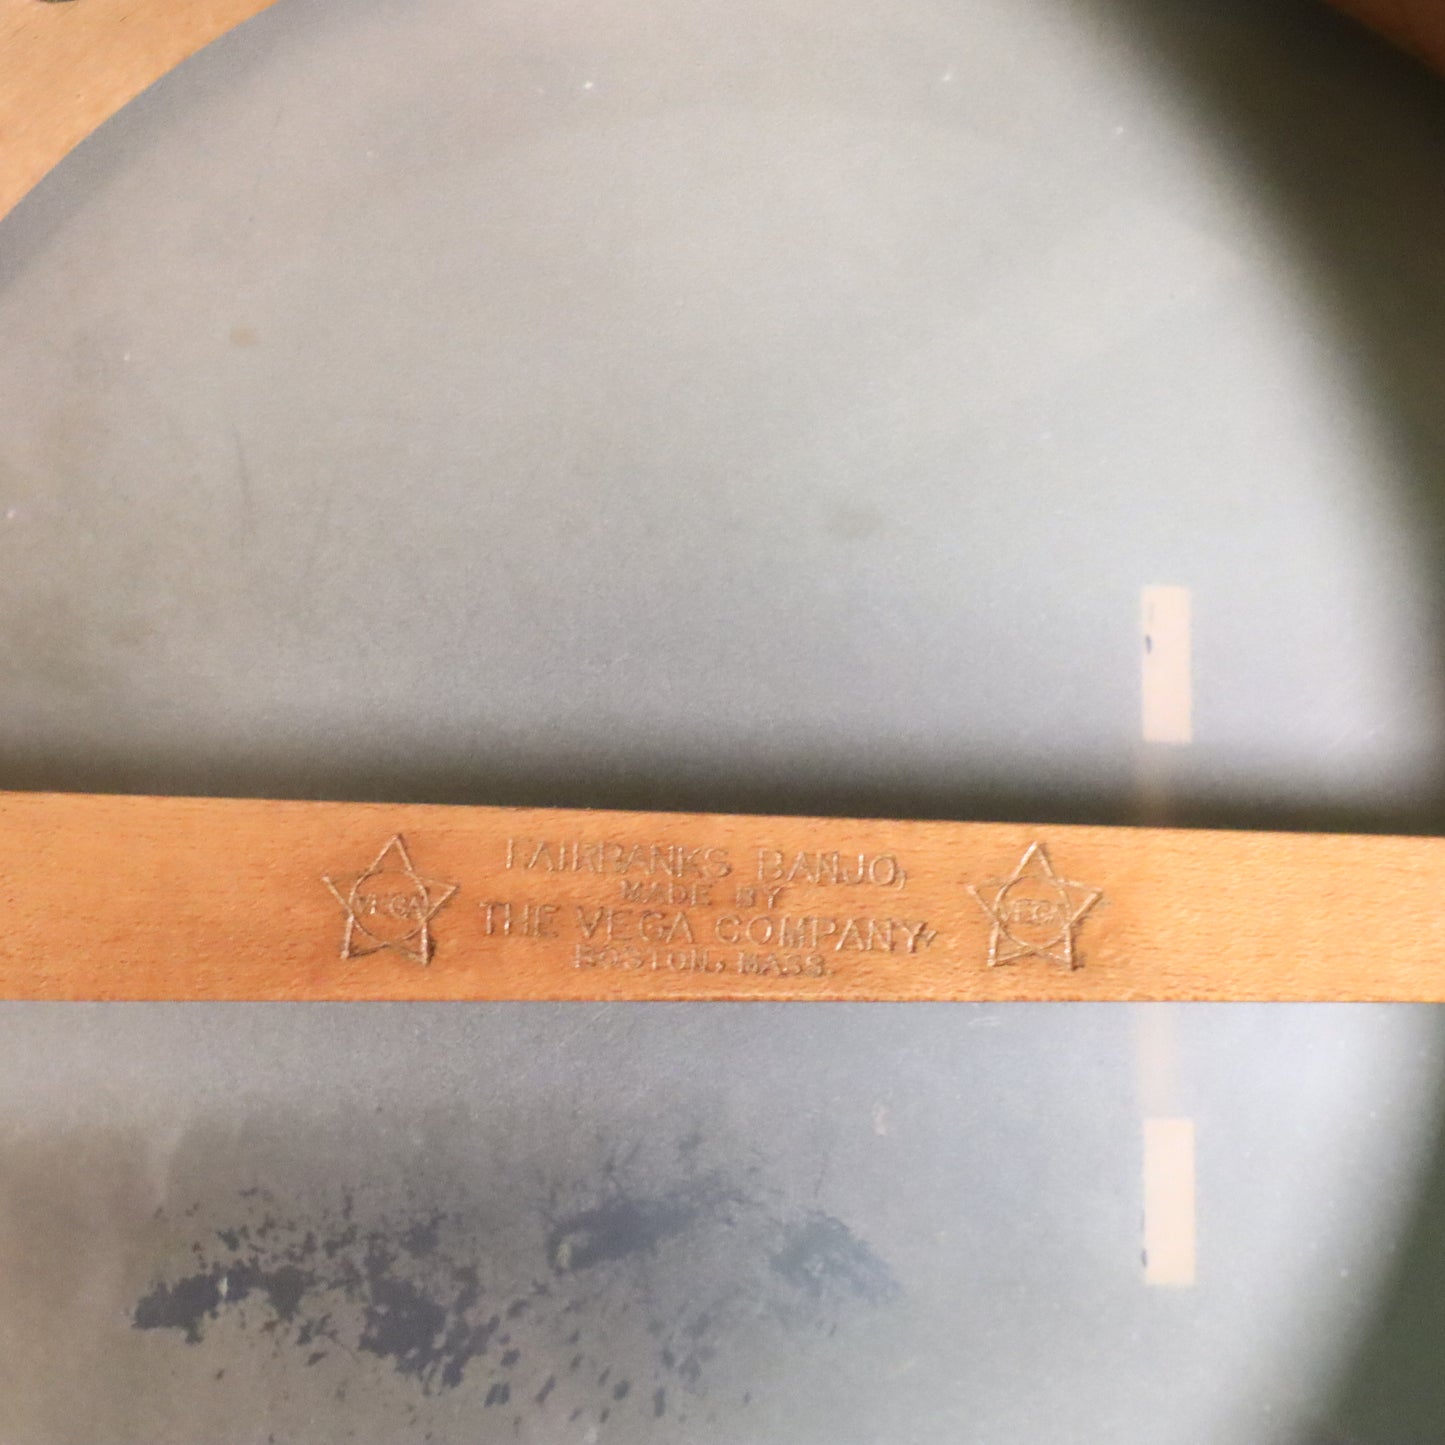 FAIRBANKS BANJO,
MADE BY
VEGA THE VEGA COMPANY, VEGA
BOSTON, MASS.